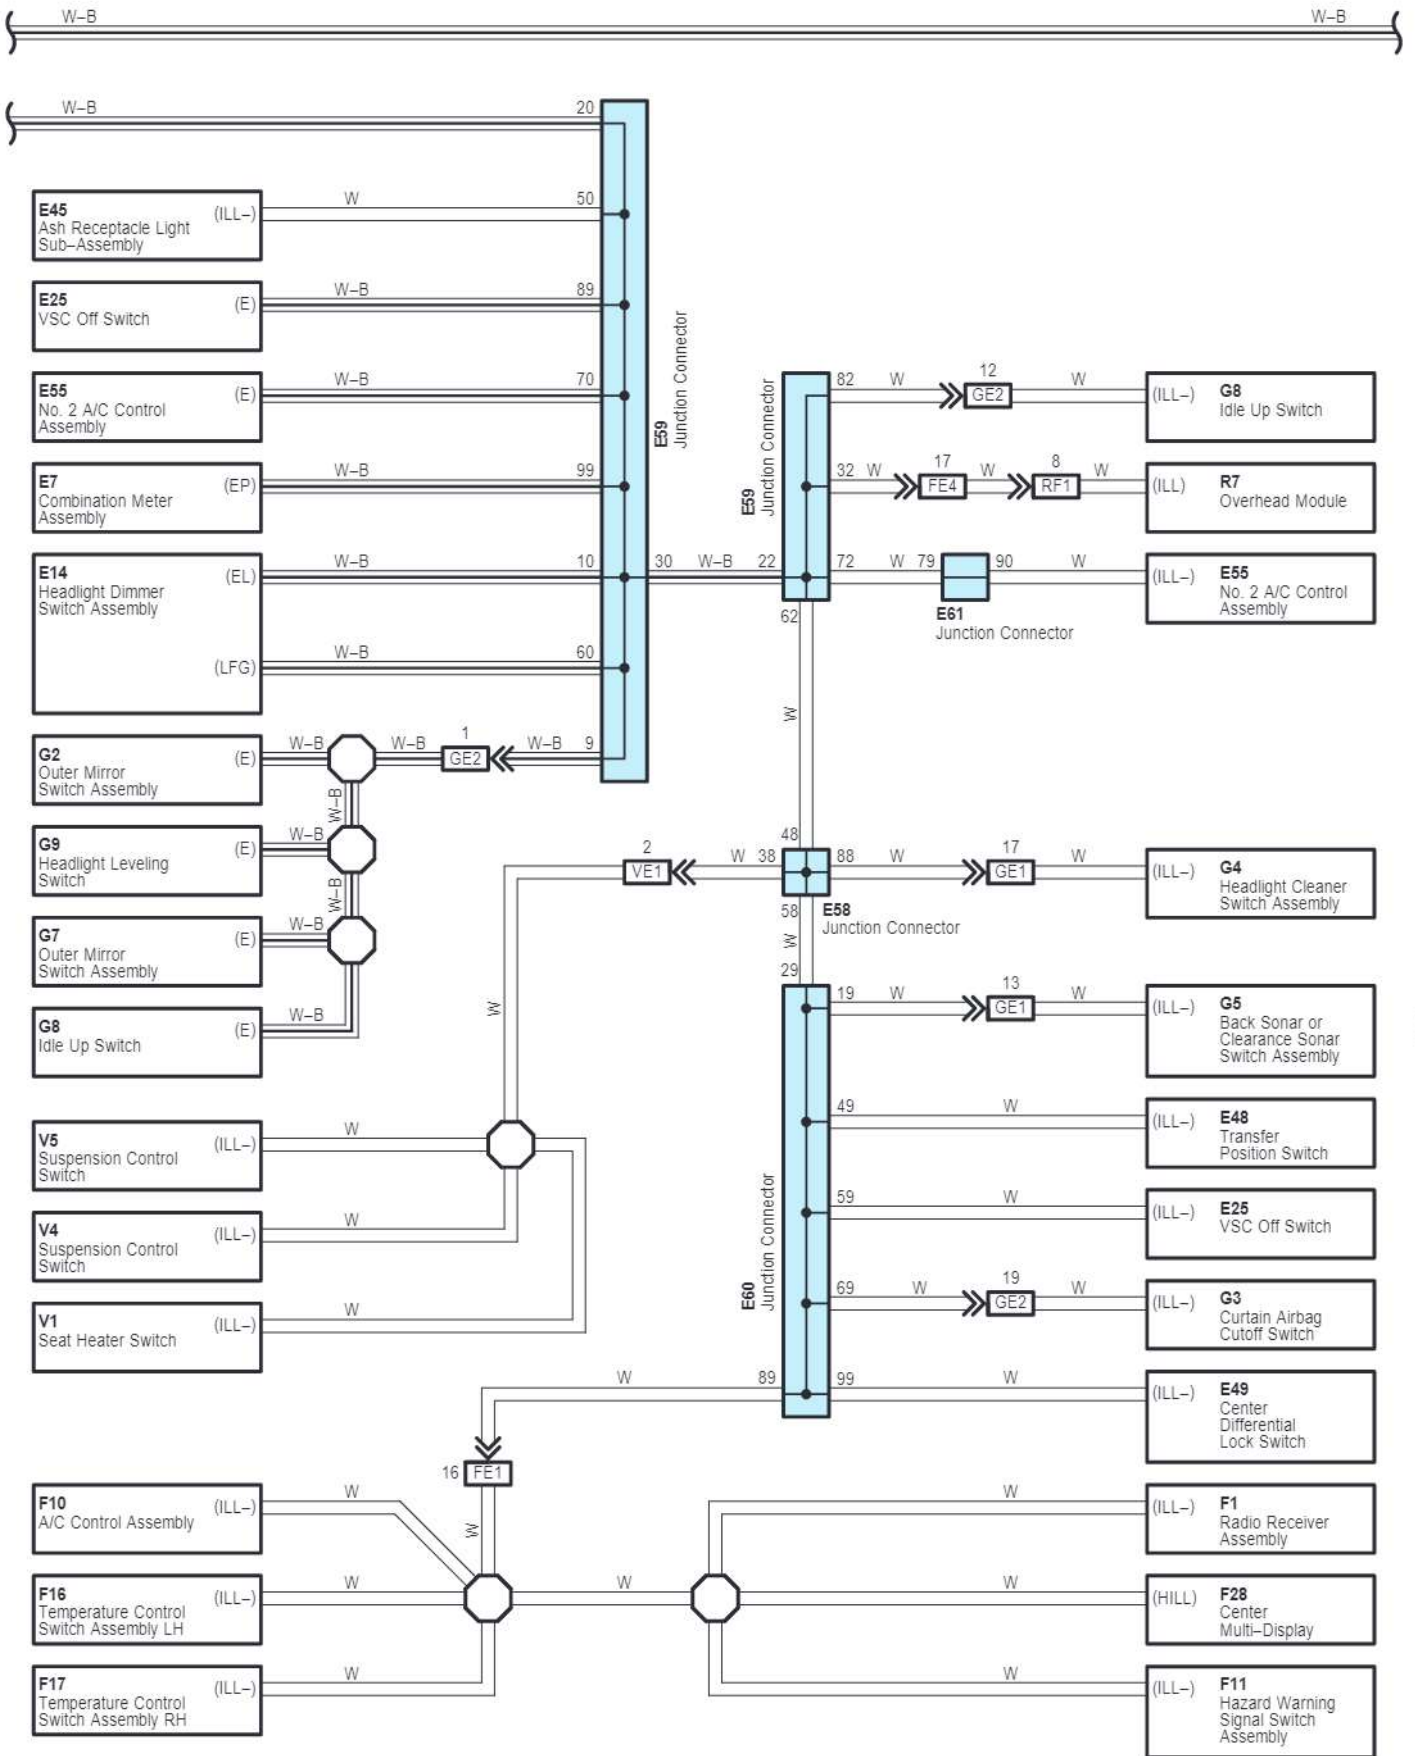 W–B
W–B
W–B 20
E45 (ILL–) W 50
Ash Receptacle Light
Sub–Assembly
E25 (E) W–B 89
VSC Off Switch
E55 (E) W–B 70
No. 2 A/C Control
Assembly
E7 (EP) W–B 99
Combination Meter
Assembly
E14 (EL) W–B 10
Headlight Dimmer
Switch Assembly
(LFG) W–B 60
E59
Junction Connector
30 W–B 22
G2 (E) W–B W–B 1 GE2 W–B 9
Outer Mirror
Switch Assembly
W–B
G9 (E) W–B
Headlight Leveling
Switch
W–B
G7 (E) W–B
Outer Mirror
Switch Assembly
G8 (E) W–B
Idle Up Switch
E59
Junction Connector
82 W 12 GE2 W (ILL–) G8
Idle Up Switch
32 W 17 FE4 W 8 RF1 W (ILL) R7
Overhead Module
72 W 79 90 W (ILL–) E55
No. 2 A/C Control
Assembly
E61
Junction Connector
62
W
48
2 VE1 W 38
88 W 17 GE1 W (ILL–) G4
Headlight Cleaner
Switch Assembly
58 E58
Junction Connector
W
29
W
V5 (ILL–) W
Suspension Control
Switch
V4 (ILL–) W
Suspension Control
Switch
V1 (ILL–) W
Seat Heater Switch
E60
Junction Connector
19 W 13 GE1 W (ILL–) G5
Back Sonar or
Clearance Sonar
Switch Assembly
49 W (ILL–) E48
Transfer
Position Switch
59 W (ILL–) E25
VSC Off Switch
69 W 19 GE2 W (ILL–) G3
Curtain Airbag
Cutoff Switch
W 89
99 W (ILL–) E49
Center
Differential
Lock Switch
16 FE1
W
F10 (ILL–) W
A/C Control Assembly
F16 (ILL–) W W
Temperature Control
Switch Assembly LH
F17 (ILL–) W
Temperature Control
Switch Assembly RH
W (ILL–) F1
Radio Receiver
Assembly
W (HILL) F28
Center
Multi–Display
W (ILL–) F11
Hazard Warning
Signal Switch
Assembly